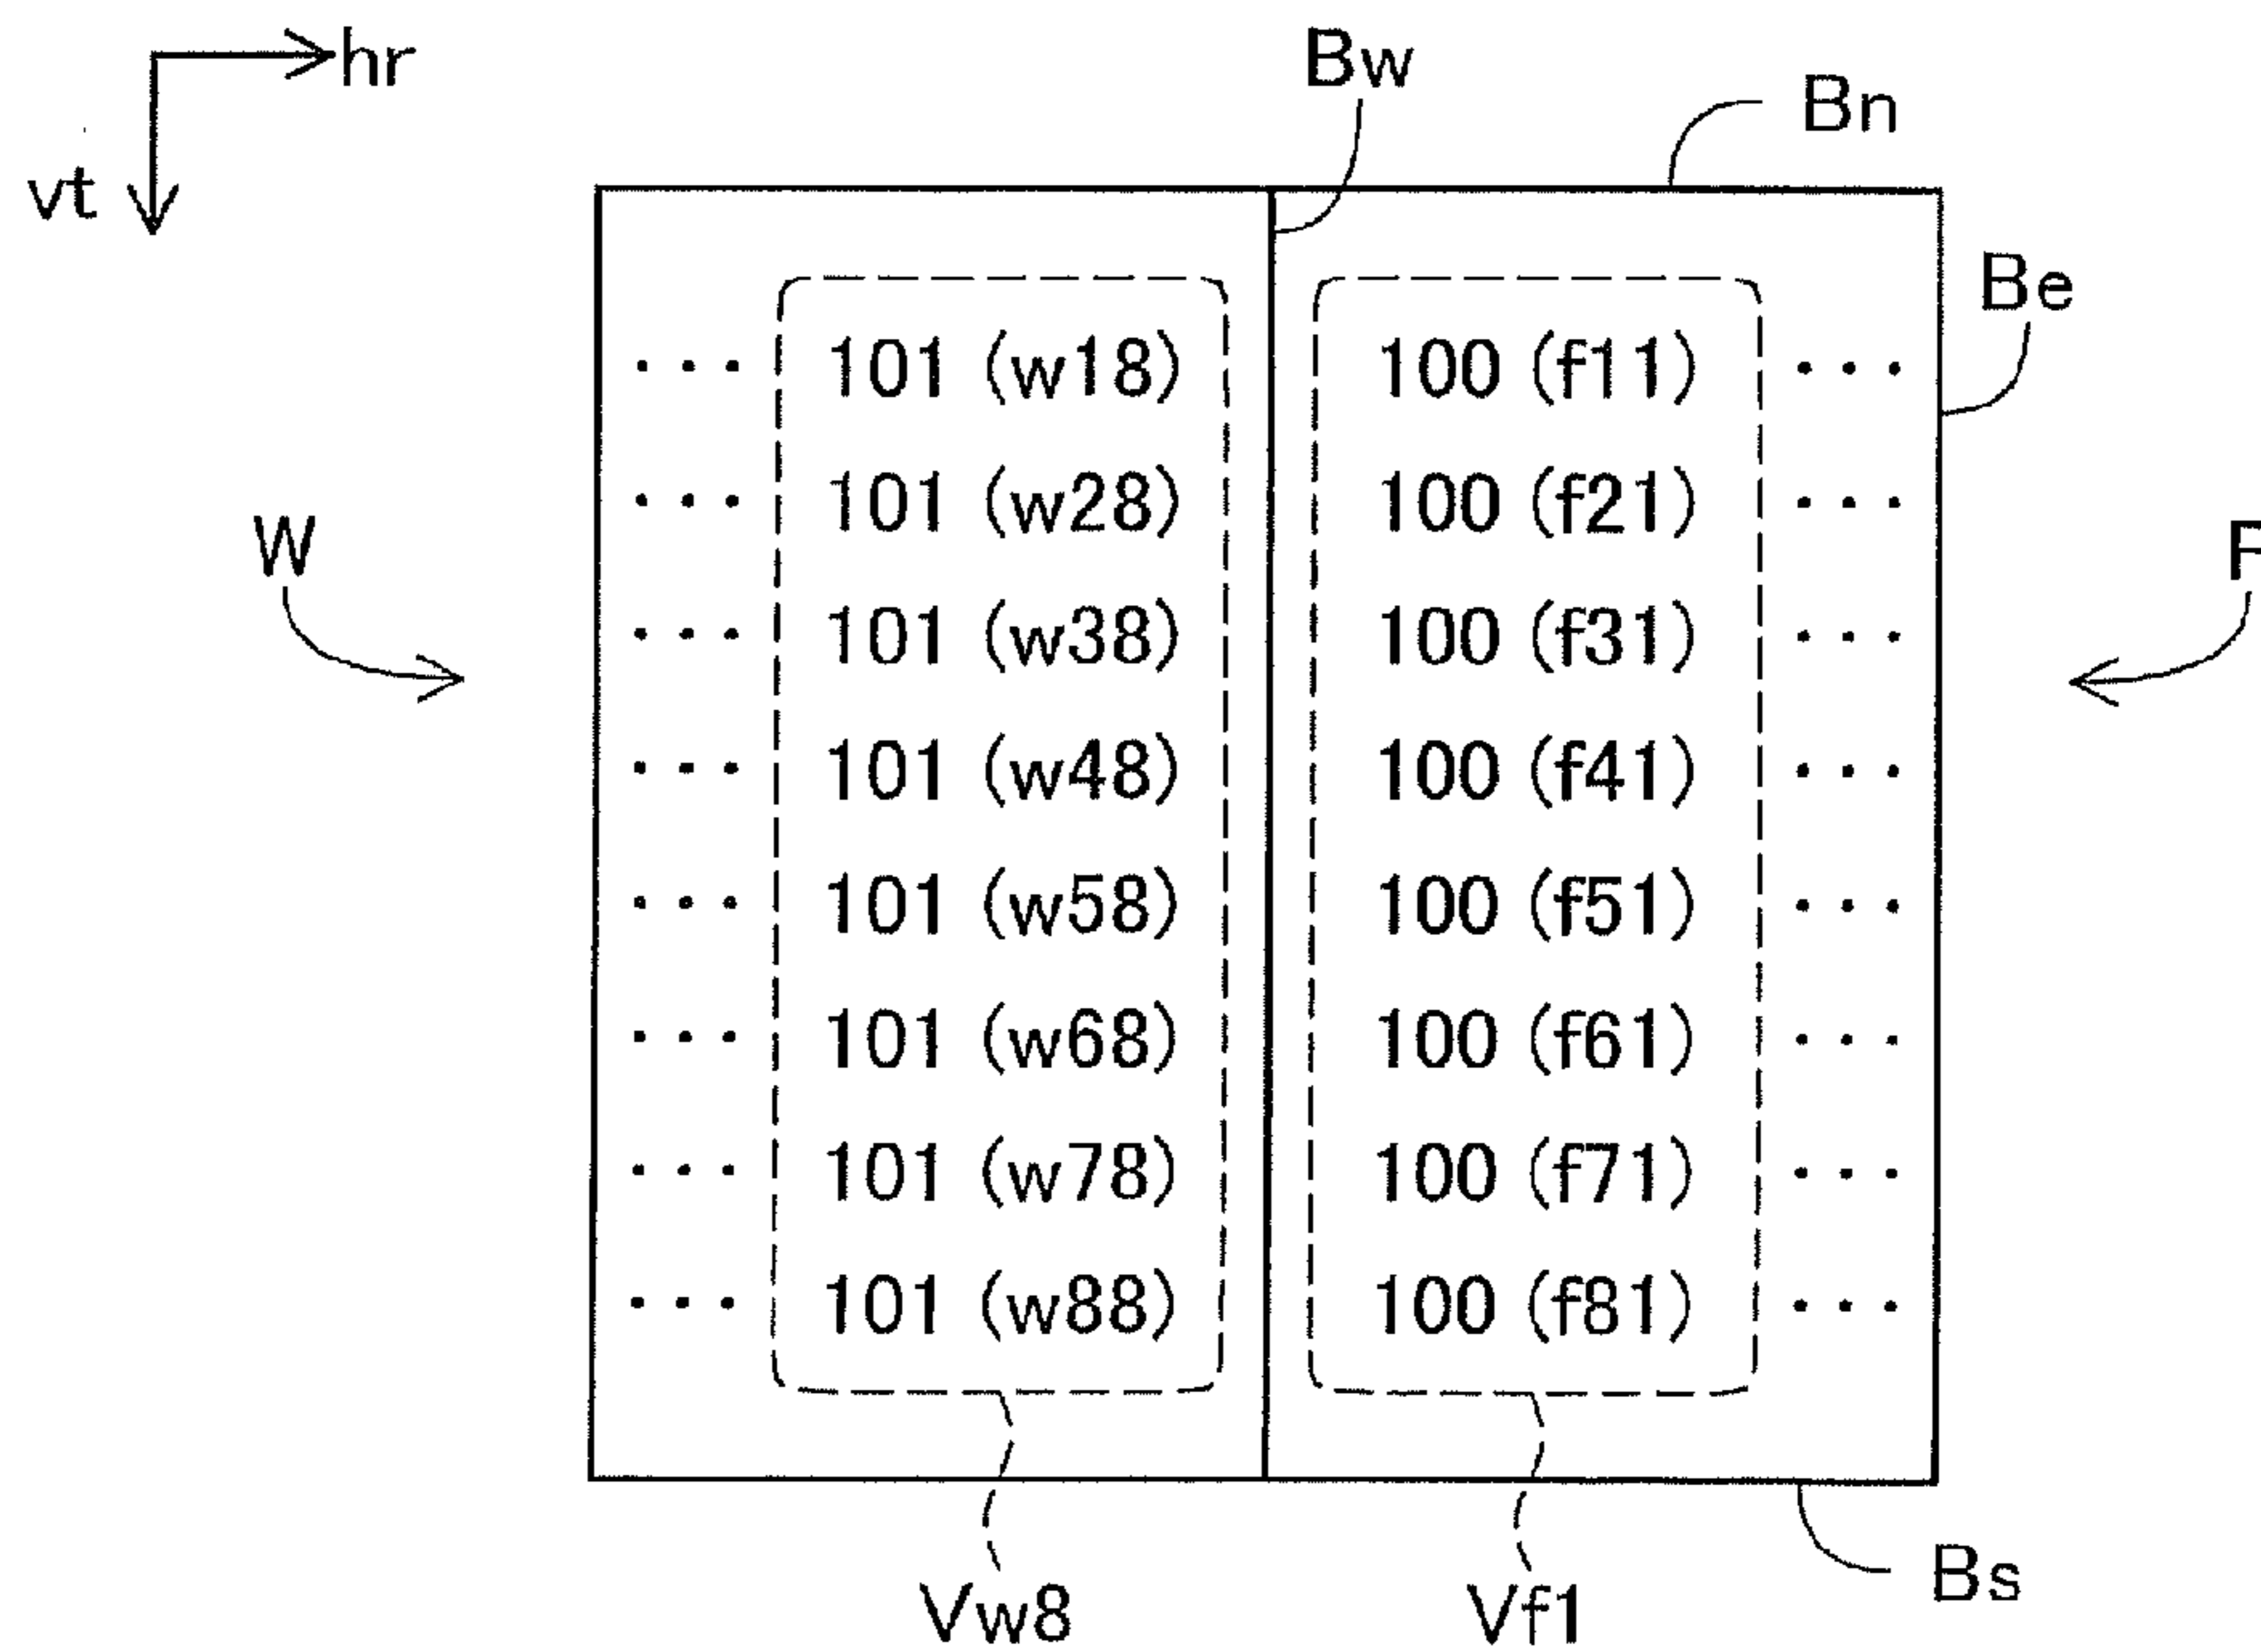 hr
vt
Bw
Bn
Be
W
F
... 101 (w18) 100 (f11) ...
... 101 (w28) 100 (f21) ...
... 101 (w38) 100 (f31) ...
... 101 (w48) 100 (f41) ...
... 101 (w58) 100 (f51) ...
... 101 (w68) 100 (f61) ...
... 101 (w78) 100 (f71) ...
... 101 (w88) 100 (f81) ...
Bs
Vw8
Vf1